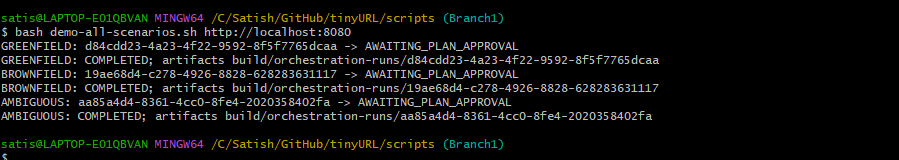 satis@LAPTOP-EO1QBVAN MINGW64 /C/Satish/GitHub/tinyURL/scripts (Branch1)
$ bash demo-all-scenarios.sh http://localhost:8080
GREENFIELD: d84cdd23-4a23-4f22-9592-8f5f7765dcaa -> AWAITING_PLAN_APPROVAL
GREENFIELD: COMPLETED; artifacts build/orchestration-runs/d84cdd23-4a23-4f22-9592-8f5f7765dcaa
BROWNFIELD: 19ae68d4-c278-4926-8828-628283631117 -> AWAITING_PLAN_APPROVAL
BROWNFIELD: COMPLETED; artifacts build/orchestration-runs/19ae68d4-c278-4926-8828-628283631117
AMBIGUOUS: aa85a4d4-8361-4cc0-8fe4-2020358402fa -> AWAITING_PLAN_APPROVAL
AMBIGUOUS: COMPLETED; artifacts build/orchestration-runs/aa85a4d4-8361-4cc0-8fe4-2020358402fa
satis@LAPTOP-EO1QBVAN MINGW64 /C/Satish/GitHub/tinyURL/scripts (Branch1)
$